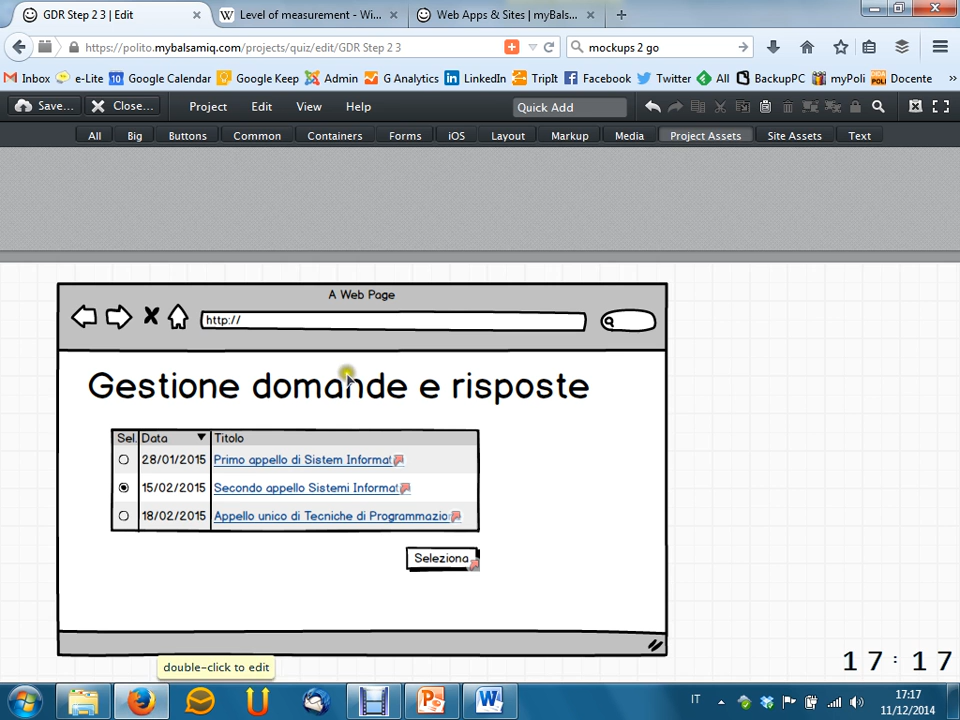 GDR Step 2 3 | Edit
Level of measurement - Wi...
Web Apps & Sites | myBals...
https://polito.mybalsamiq.com/projects/quiz/edit/GDR Step 2 3
mockups 2 go
Inbox
e-Lite
Google Calendar
Google Keep
Admin
G Analytics
LinkedIn
TripIt
Facebook
Twitter
All
BackupPC
myPoli
Docente
Save...
Close...
Project
Edit
View
Help
Quick Add
All
Big
Buttons
Common
Containers
Forms
iOS
Layout
Markup
Media
Project Assets
Site Assets
Text
A Web Page
http://
Gestione domande e risposte
Sel. Data Titolo
28/01/2015 Primo appello di Sistem Informat
15/02/2015 Secondo appello Sistemi Informat
18/02/2015 Appello unico di Tecniche di Programmazio
Seleziona
double-click to edit
17:17
IT
17:17
11/12/2014